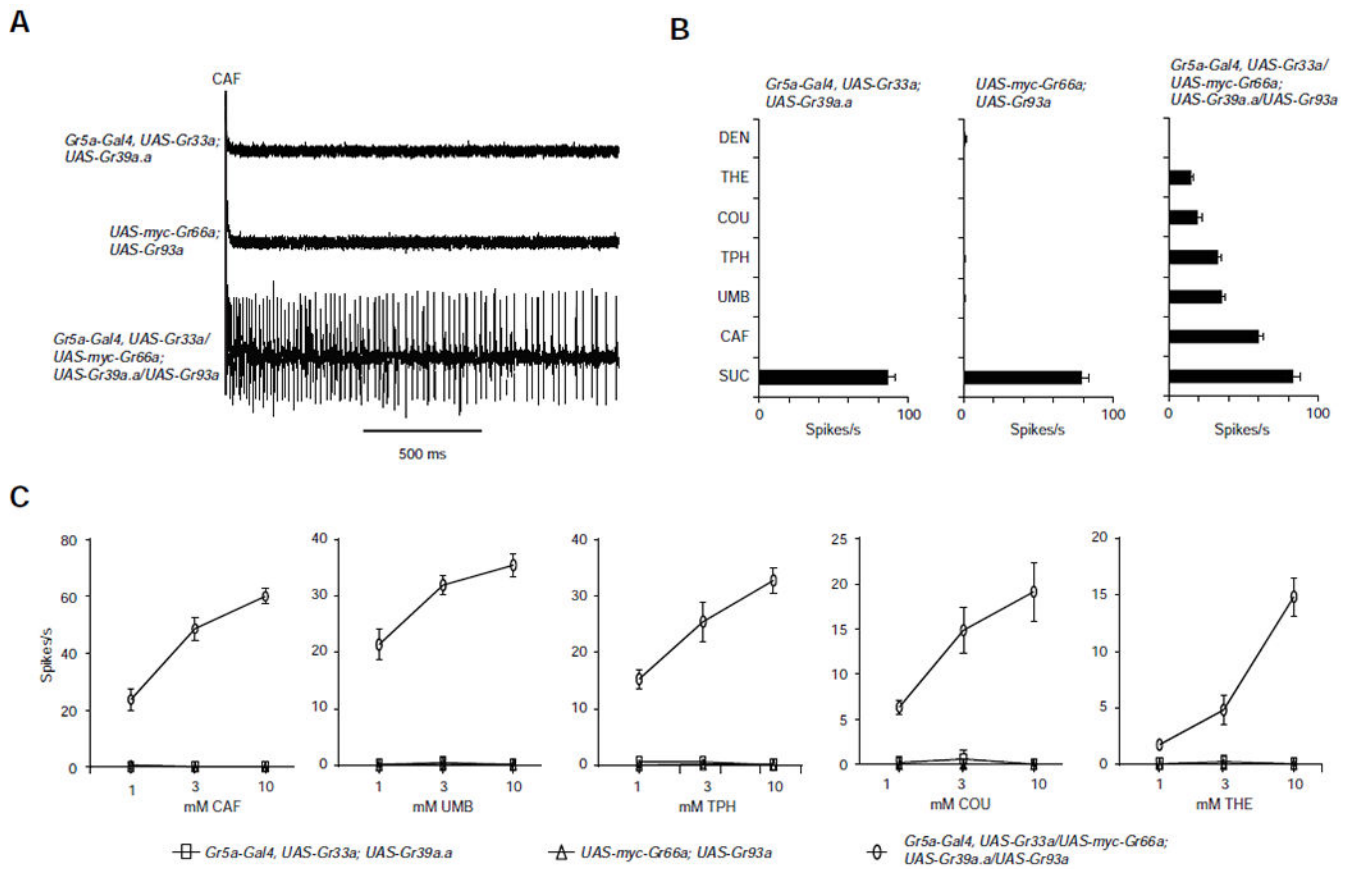 A
CAF
Gr5a-Gal4, UAS-Gr33a;
UAS-Gr39a.a
UAS-myc-Gr66a;
UAS-Gr93a
Gr5a-Gal4, UAS-Gr33a/
UAS-myc-Gr66a;
UAS-Gr39a.a/UAS-Gr93a
500 ms
B
Gr5a-Gal4, UAS-Gr33a;
UAS-Gr39a.a
UAS-myc-Gr66a;
UAS-Gr93a
Gr5a-Gal4, UAS-Gr33a/
UAS-myc-Gr66a;
UAS-Gr39a.a/UAS-Gr93a
DEN
THE
COU
TPH
UMB
CAF
SUC
0 100
Spikes/s
0 100
Spikes/s
0 100
Spikes/s
C
Spikes/s
80
60
40
20
0
1 3 10
mM CAF
40
30
20
10
0
1 3 10
mM UMB
40
30
20
10
0
1 3 10
mM TPH
25
20
15
10
5
0
1 3 10
mM COU
20
15
10
5
0
1 3 10
mM THE
Gr5a-Gal4, UAS-Gr33a; UAS-Gr39a.a
UAS-myc-Gr66a; UAS-Gr93a
Gr5a-Gal4, UAS-Gr33a/UAS-myc-Gr66a;
UAS-Gr39a.a/UAS-Gr93a